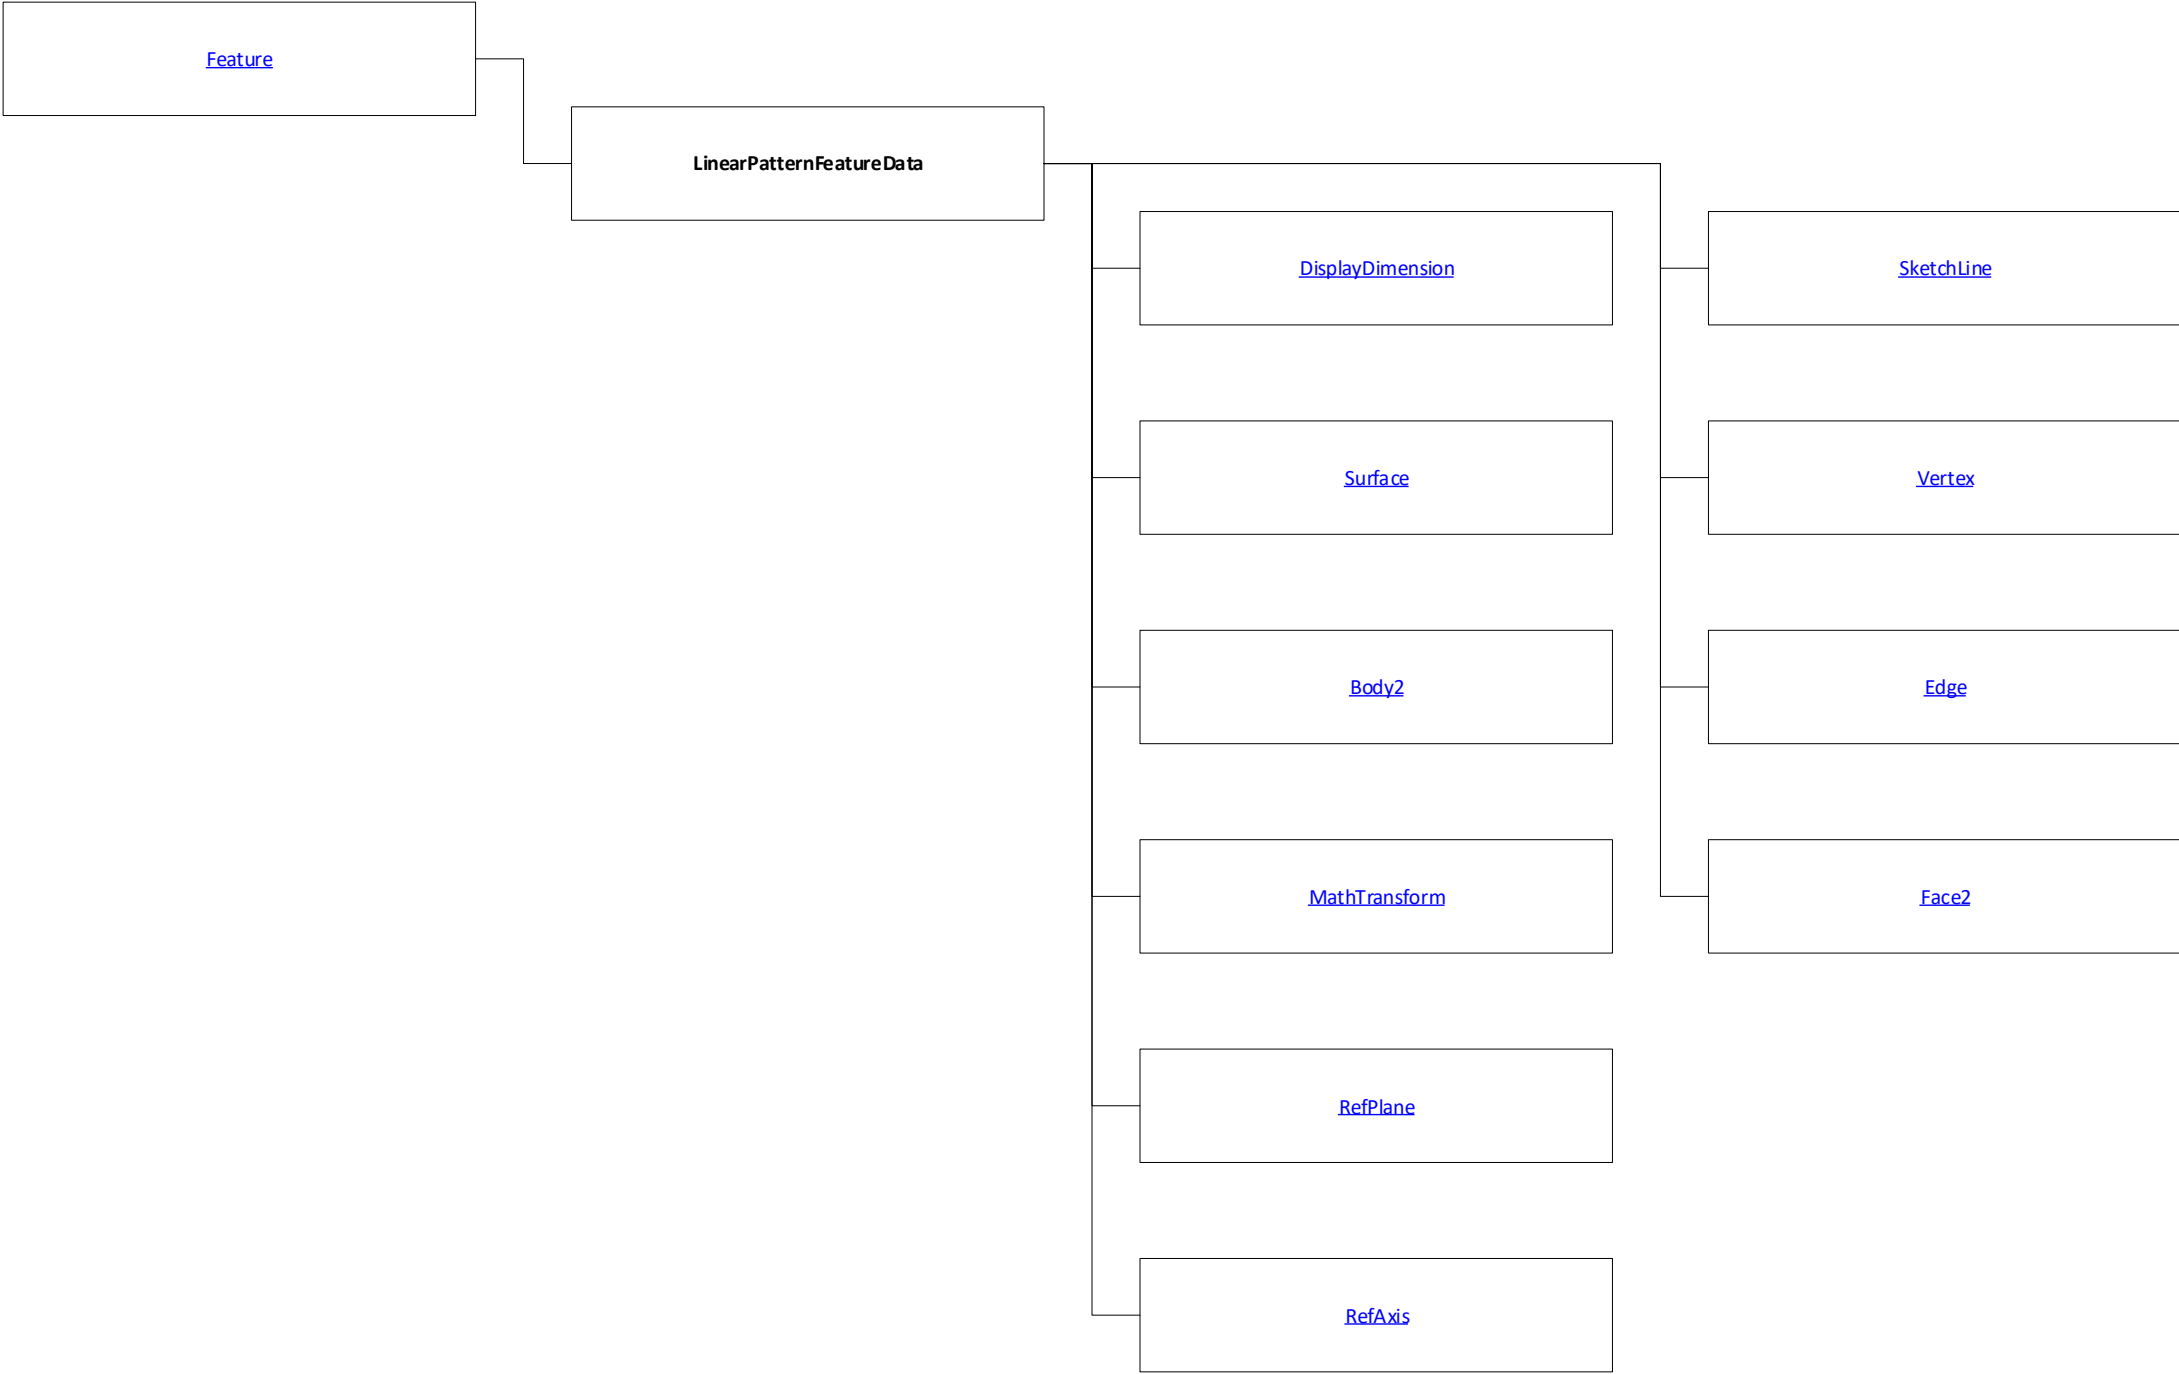 Feature
LinearPatternFeatureData
DisplayDimension
SketchLine
Surface
Vertex
Body2
Edge
MathTransform
Face2
RefPlane
RefAxis